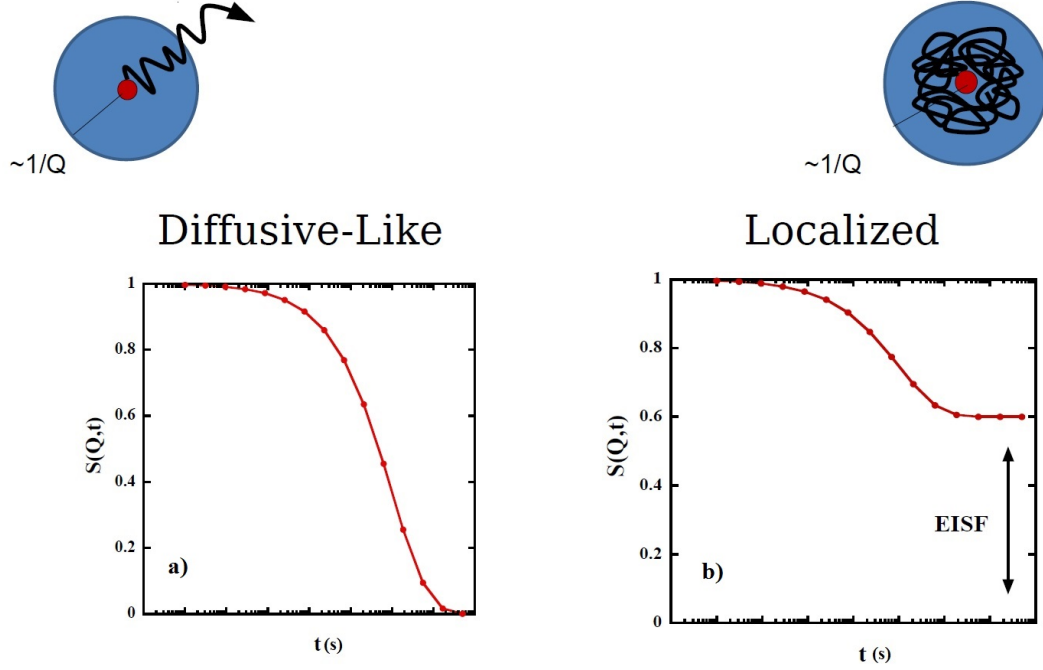 ~1/Q
~1/Q
Diffusive-Like
Localized
1
0.8
0.6
0.4
0.2
0
S(Q,t)
a)
t (s)
1
0.8
0.6
0.4
0.2
0
S(Q,t)
EISF
b)
t (s)